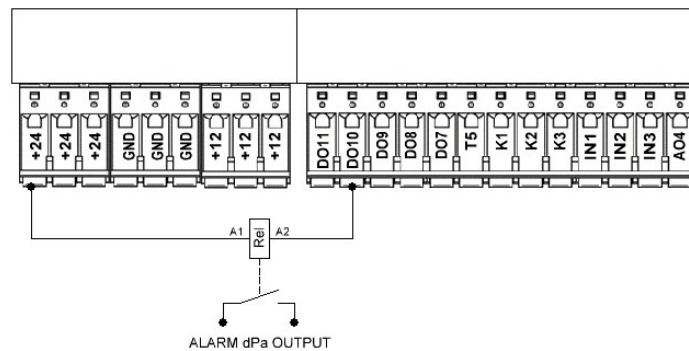 +24 +24 +24 GND GND GND +12 +12 +12 DO11 DO10 DO9 DO8 DO7 T5 K1 K2 K3 IN1 IN2 IN3 AO4
A1 Rel A2
ALARM dPa OUTPUT